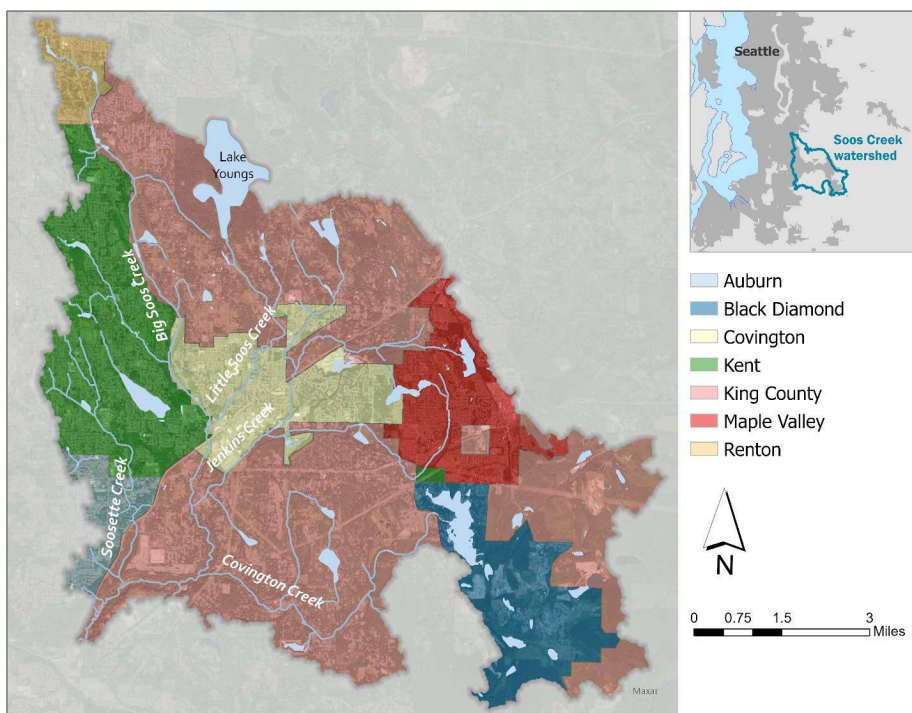 Lake
Youngs
Big Soos Creek
Little Soos Creek
Jenkins Creek
Soosette Creek
Covington Creek
Maxar
Seattle
Soos Creek
watershed
Auburn
Black Diamond
Covington
Kent
King County
Maple Valley
Renton
N
0 0.75 1.5 3
Miles